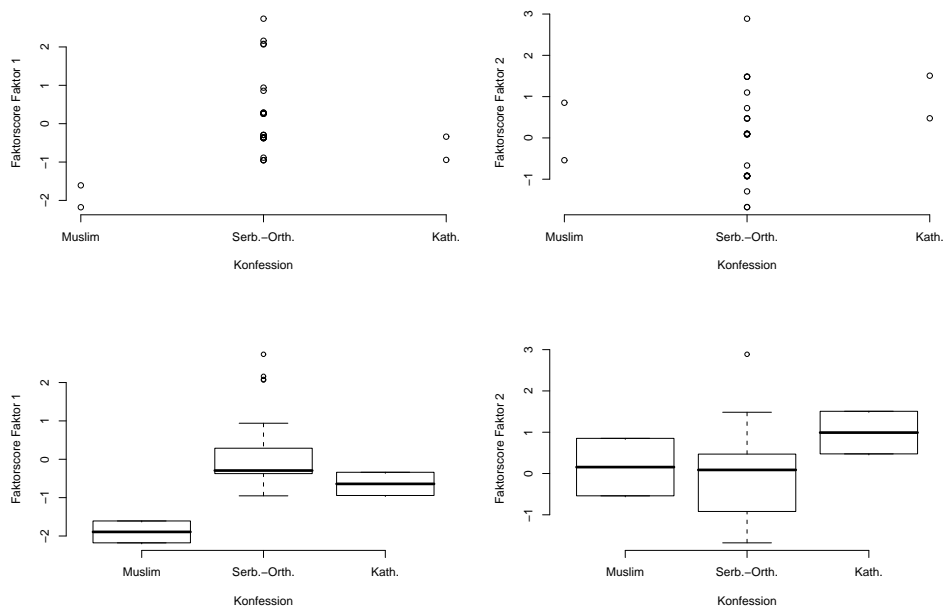 Faktorscore Faktor 1
2
1
0
−1
−2
Muslim Serb.−Orth. Kath.
Konfession
Faktorscore Faktor 2
3
2
1
0
−1
Muslim Serb.−Orth. Kath.
Konfession
Faktorscore Faktor 1
2
1
0
−1
−2
Muslim Serb.−Orth. Kath.
Konfession
Faktorscore Faktor 2
3
2
1
0
−1
Muslim Serb.−Orth. Kath.
Konfession